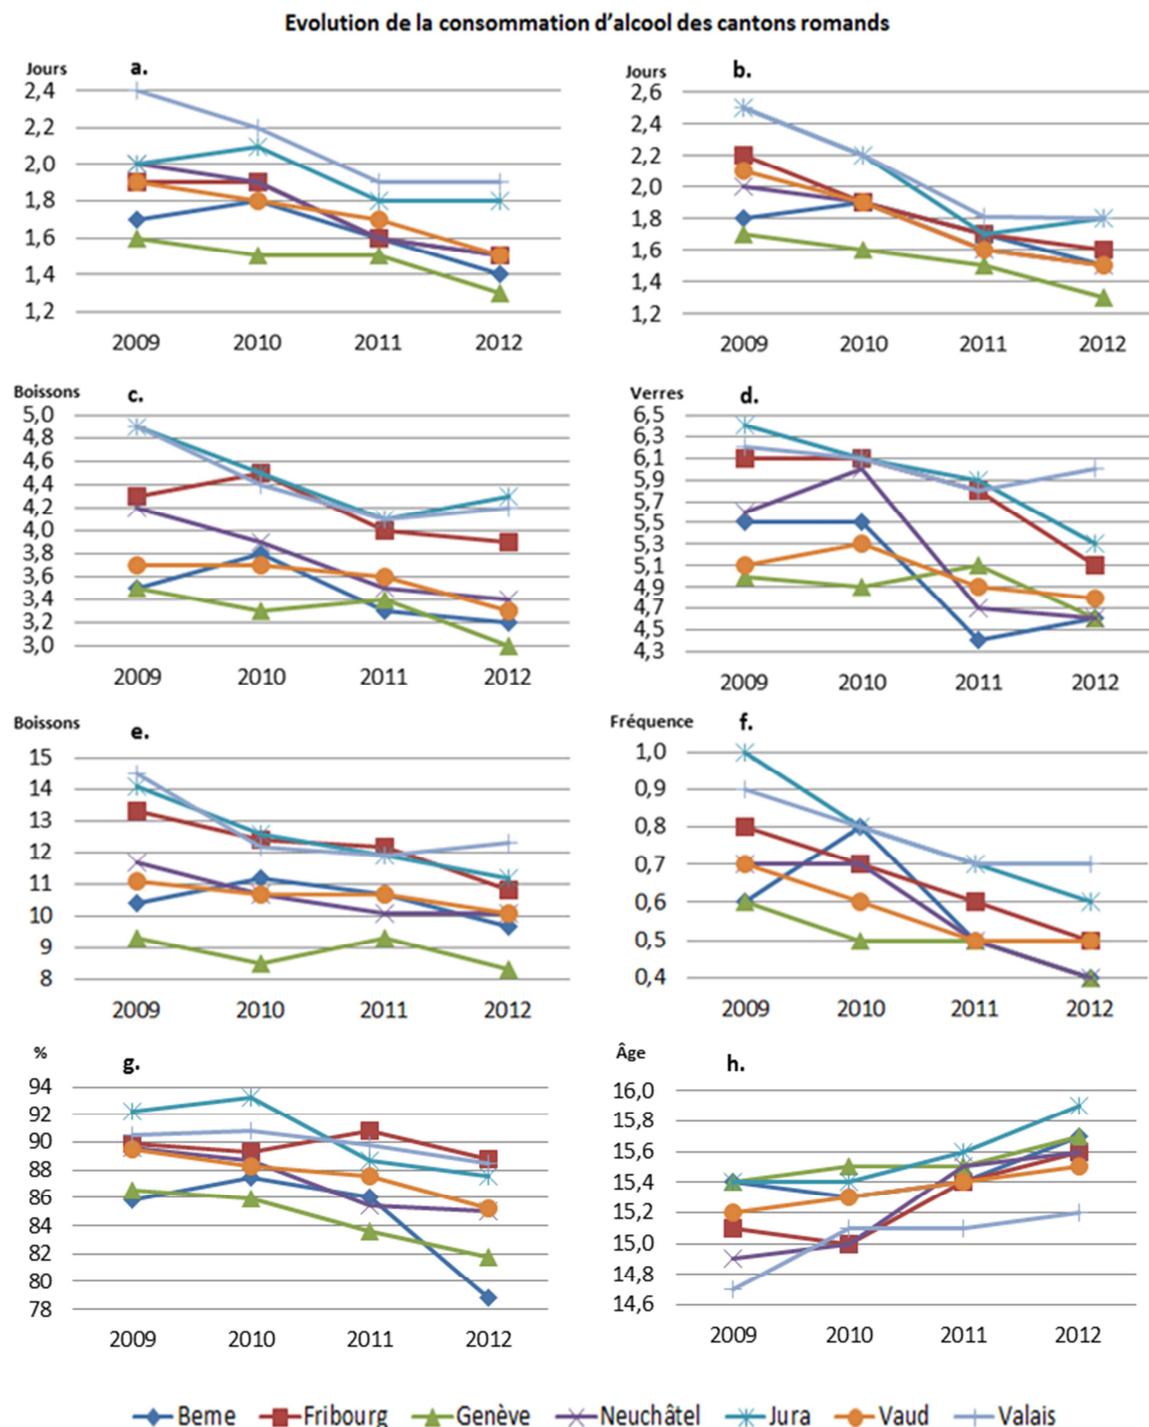 Evolution de la consommation d'alcool des cantons romands
Jours
a.
2,4
2,2
2,0
1,8
1,6
1,4
1,2
2009 2010 2011 2012
Jours
b.
2,6
2,4
2,2
2,0
1,8
1,6
1,4
1,2
2009 2010 2011 2012
Boissons
c.
5,0
4,8
4,6
4,4
4,2
4,0
3,8
3,6
3,4
3,2
3,0
2009 2010 2011 2012
Verres
d.
6,5
6,3
6,1
5,9
5,7
5,5
5,3
5,1
4,9
4,7
4,5
4,3
2009 2010 2011 2012
Boissons
e.
15
14
13
12
11
10
9
8
2009 2010 2011 2012
Fréquence
f.
1,0
0,9
0,8
0,7
0,6
0,5
0,4
2009 2010 2011 2012
%
g.
94
92
90
88
86
84
82
80
78
2009 2010 2011 2012
Âge
h.
16,0
15,8
15,6
15,4
15,2
15,0
14,8
14,6
2009 2010 2011 2012
Berne Fribourg Genève Neuchâtel Jura Vaud Valais